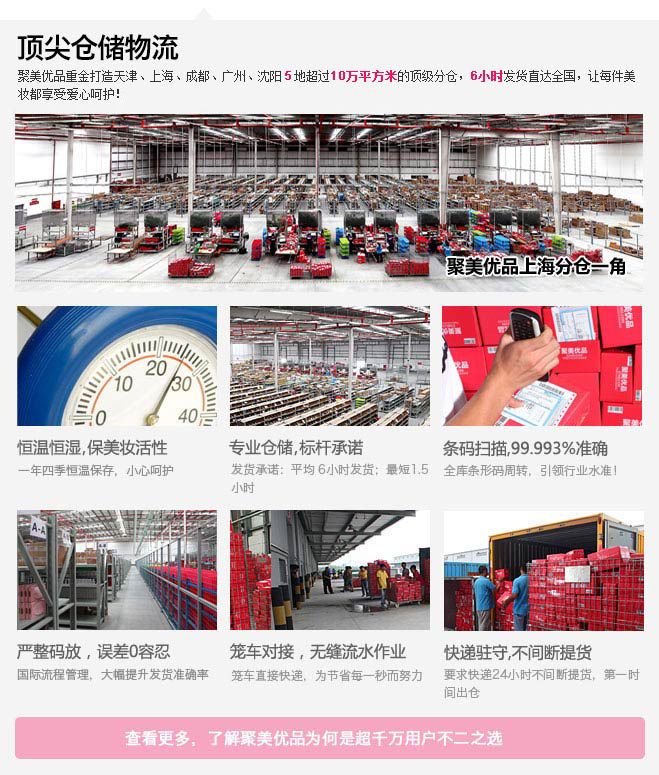 顶尖仓储物流
聚美优品重金打造天津、上海、成都、广州、沈阳5地超过10万平方米的顶级分仓，6小时发货直达全国，让每件美
妆都享受爱心呵护！
聚美优品上海分仓一角
0
10
20
30
40
聚美优品
恒温恒湿,保美妆活性
一年四季恒温保存，小心呵护
专业仓储,标杆承诺
发货承诺：平均 6小时发货；最短1.5
小时
条码扫描,99.993%准确
全库条形码周转，引领行业水准！
A-A
严整码放，误差0容忍
国际流程管理，大幅提升发货准确率
笼车对接，无缝流水作业
笼车直接快递，为节省每一秒而努力
快递驻守,不间断提货
要求快递24小时不间断提货，第一时
间出仓
查看更多，了解聚美优品为何是超千万用户不二之选